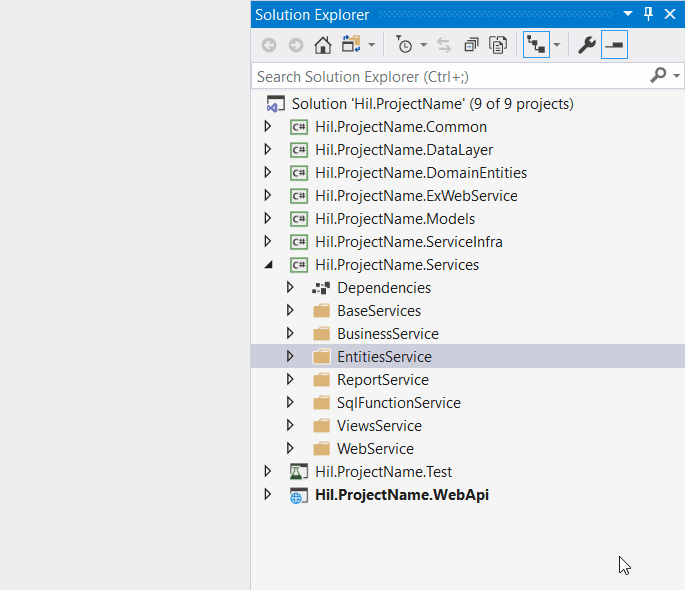 Solution Explorer
Search Solution Explorer (Ctrl+;)
Solution 'Hil.ProjectName' (9 of 9 projects)
C# Hil.ProjectName.Common
C# Hil.ProjectName.DataLayer
C# Hil.ProjectName.DomainEntities
C# Hil.ProjectName.ExWebService
C# Hil.ProjectName.Models
C# Hil.ProjectName.ServiceInfra
C# Hil.ProjectName.Services
Dependencies
BaseServices
BusinessService
EntitiesService
ReportService
SqlFunctionService
ViewsService
WebService
Hil.ProjectName.Test
Hil.ProjectName.WebApi